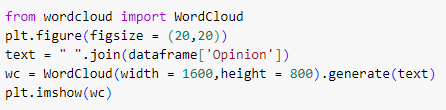 from wordcloud import WordCloud
plt.figure(figsize = (20,20))
text = " ".join(dataframe['Opinion'])
wc = WordCloud(width = 1600,height = 800).generate(text)
plt.imshow(wc)